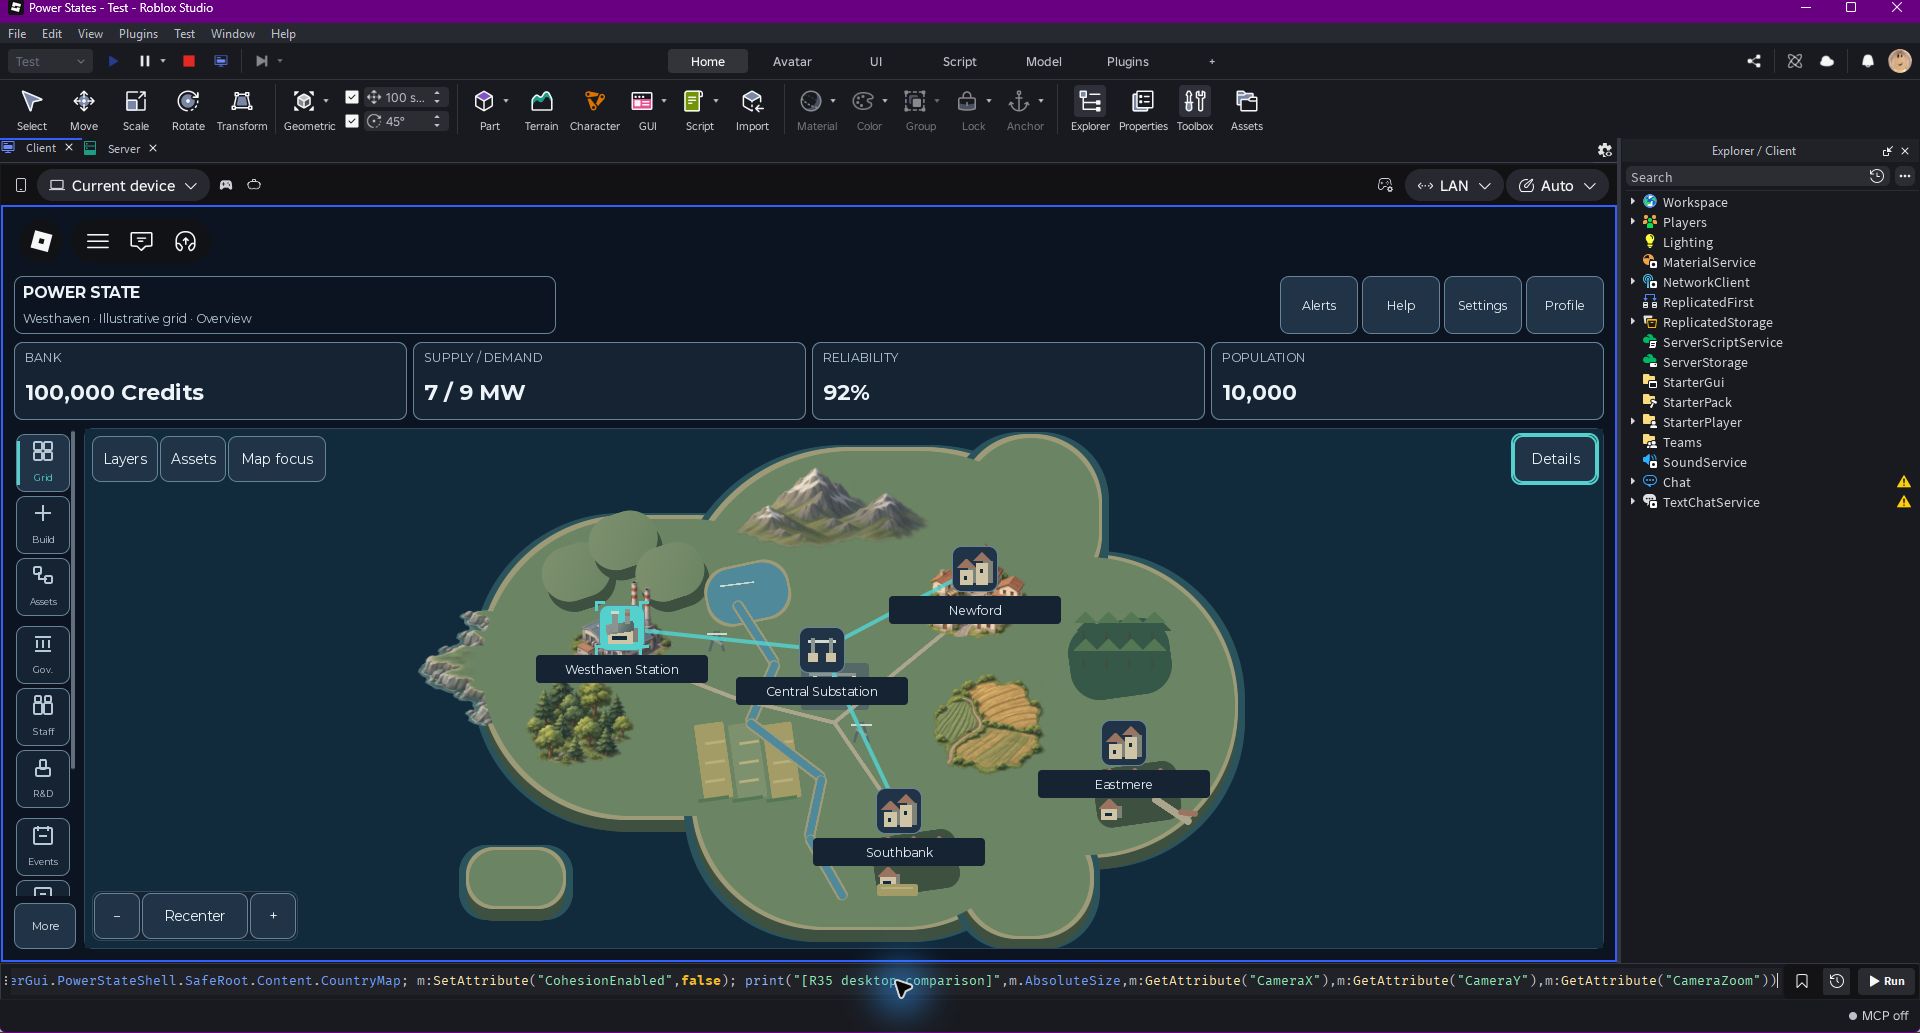 Power States - Test - Roblox Studio
File Edit View Plugins Test Window Help
Test
Home Avatar UI Script Model Plugins +
100 s...
45°
Select Move Scale Rotate Transform Geometric Part Terrain Character GUI Script Import Material Color Group Lock Anchor Explorer Properties Toolbox Assets
Client Server
Current device
LAN
Auto
POWER STATE
Westhaven · Illustrative grid · Overview
Alerts Help Settings Profile
BANK
100,000 Credits
SUPPLY / DEMAND
7 / 9 MW
RELIABILITY
92%
POPULATION
10,000
Grid
Build
Assets
Gov.
Staff
R&D
Events
More
Layers Assets Map focus
Details
Newford
Westhaven Station
Central Substation
Eastmere
Southbank
– Recenter +
erGui.PowerStateShell.SafeRoot.Content.CountryMap; m:SetAttribute("CohesionEnabled",false); print("[R35 desktop comparison]",m.AbsoluteSize,m:GetAttribute("CameraX"),m:GetAttribute("CameraY"),m:GetAttribute("CameraZoom"))
Run
MCP off
Explorer / Client
Search
Workspace
Players
Lighting
MaterialService
NetworkClient
ReplicatedFirst
ReplicatedStorage
ServerScriptService
ServerStorage
StarterGui
StarterPack
StarterPlayer
Teams
SoundService
Chat
TextChatService